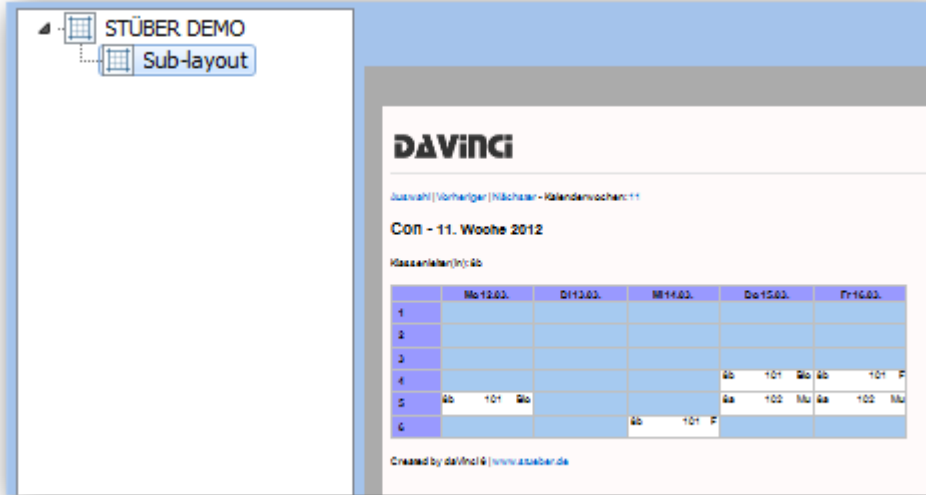 STÜBER DEMO
Sub-layout
DAVINCI
Auswahl | Vorheriger | Nächster - Kalenderwochen: 11
Con - 11. Woche 2012
Klassenleiter(in): 6b
Mo 12.03. Di 13.03. Mi 14.03. Do 15.03. Fr 16.03.
1
2
3
4 6b 101 Bio 6b 101 F
5 6b 101 Bio 6a 102 Mu 6a 102 Mu
6 6b 101 F
Created by daVinci 6 | www.stueber.de